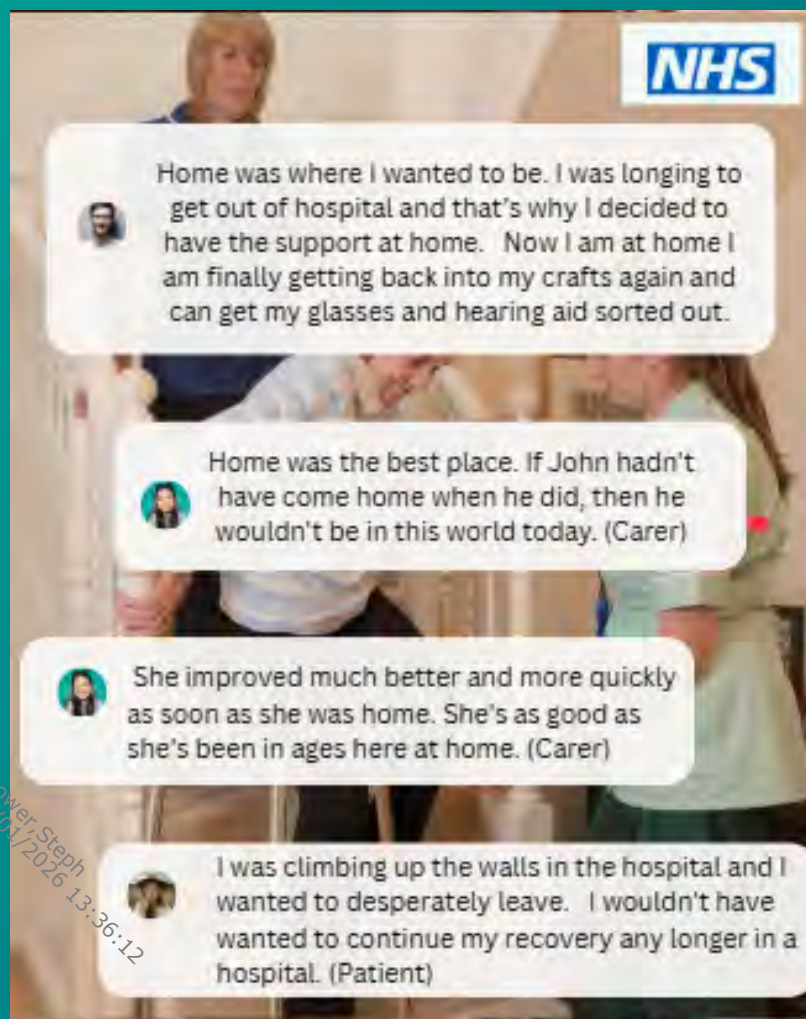 NHS
Home was where I wanted to be. I was longing to
get out of hospital and that's why I decided to
have the support at home. Now I am at home I
am finally getting back into my crafts again and
can get my glasses and hearing aid sorted out.
Home was the best place. If John hadn't
have come home when he did, then he
wouldn't be in this world today. (Carer)
She improved much better and more quickly
as soon as she was home. She's as good as
she's been in ages here at home. (Carer)
I was climbing up the walls in the hospital and I
wanted to desperately leave. I wouldn't have
wanted to continue my recovery any longer in a
hospital. (Patient)
ower, Steph
01/2026 13:36:12